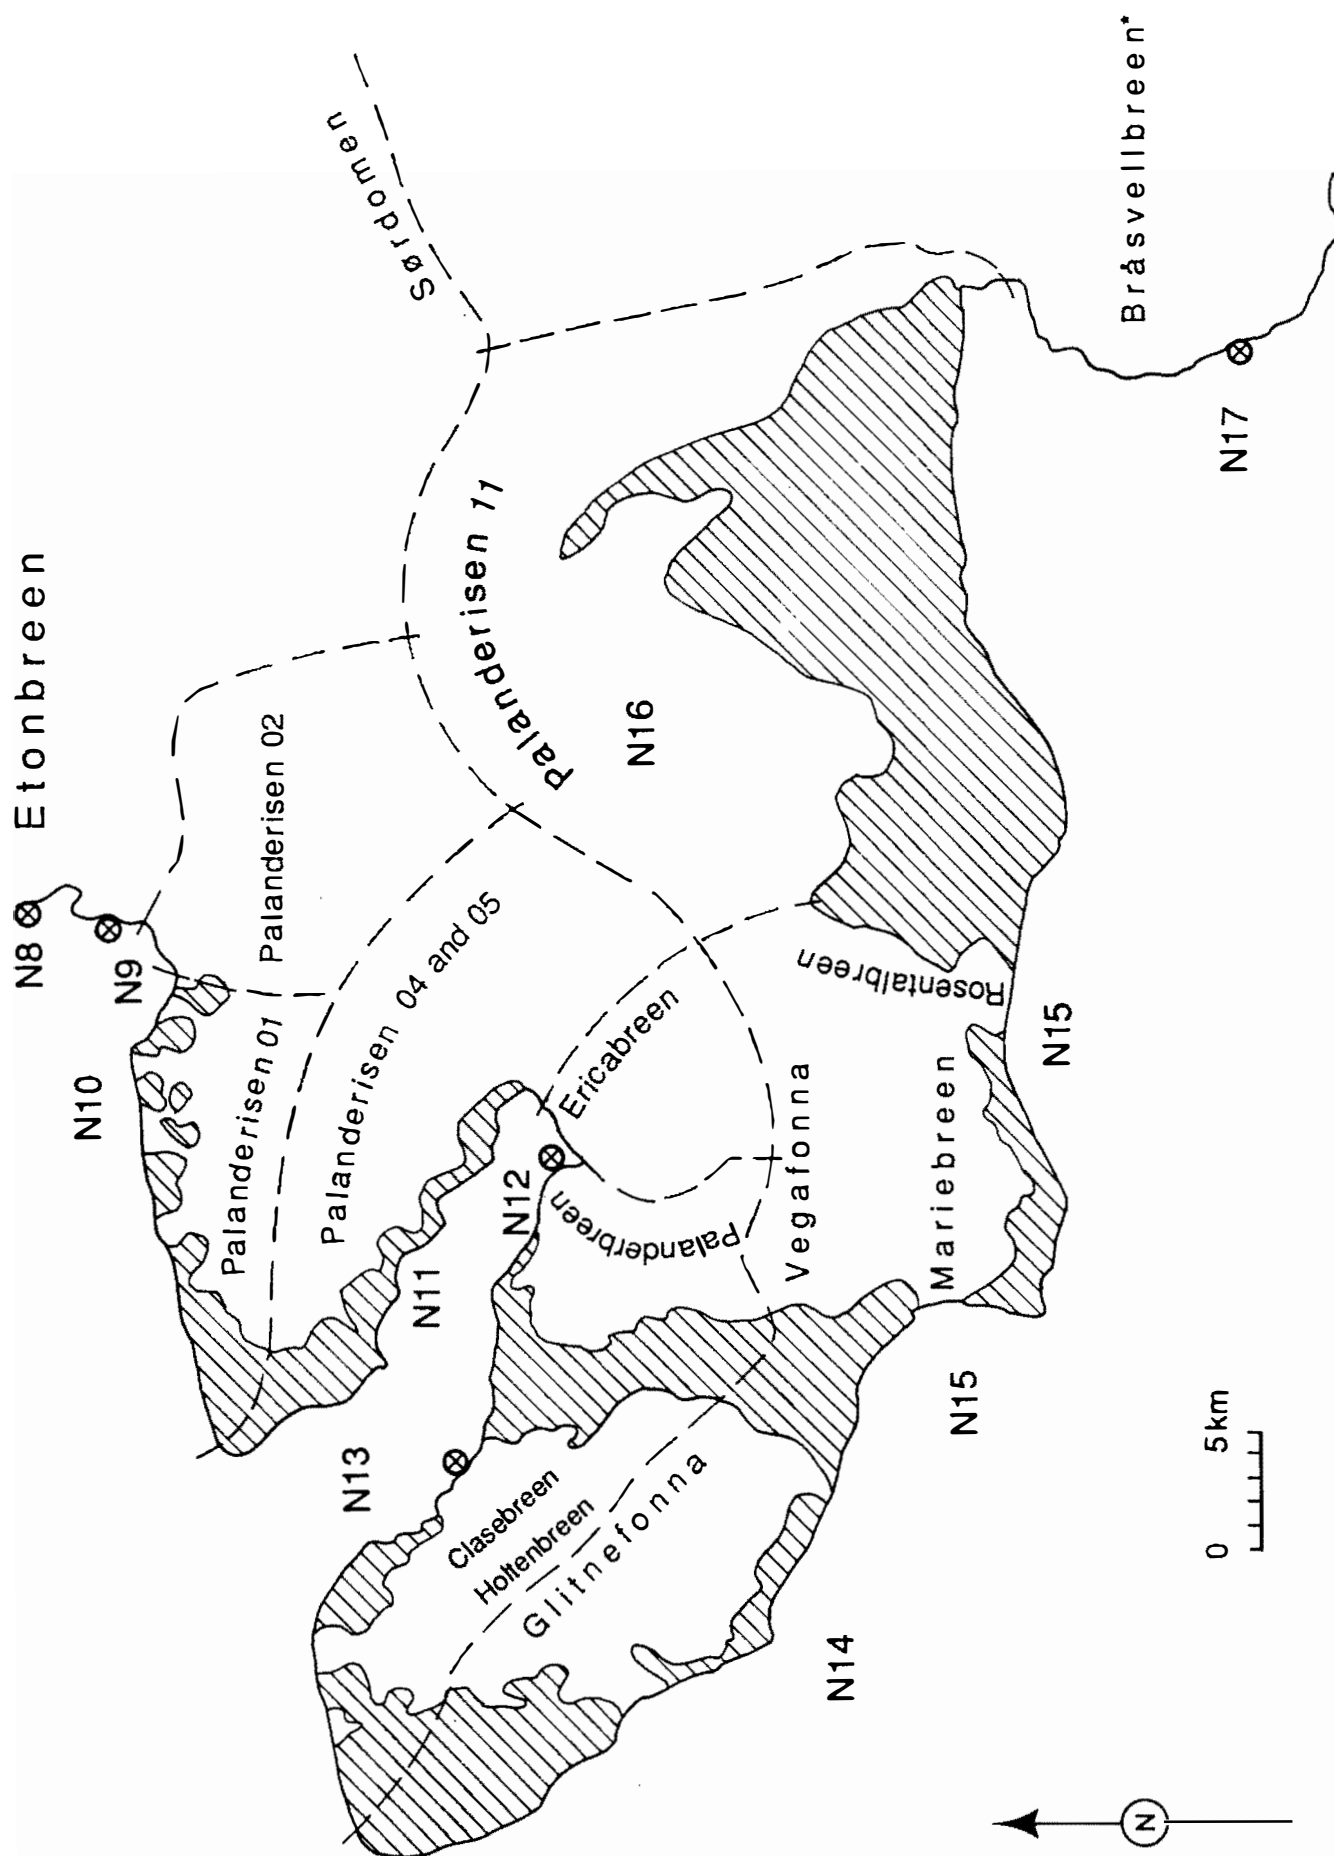 Etonbreen
N8
N9
N10
Palanderisen 02
Palanderisen 01
Palanderisen 04 and 05
Sørdomen
Palanderisen 11
N16
Ericabreen
N12
Palanderbreen
N11
N13
Clasebreen
Holtenbreen
Glitnefonna
Vegafonna
Rosentalbreen
Mariebreen
N15
N15
N14
N17
Bråsvellbreen*
0 5km
N